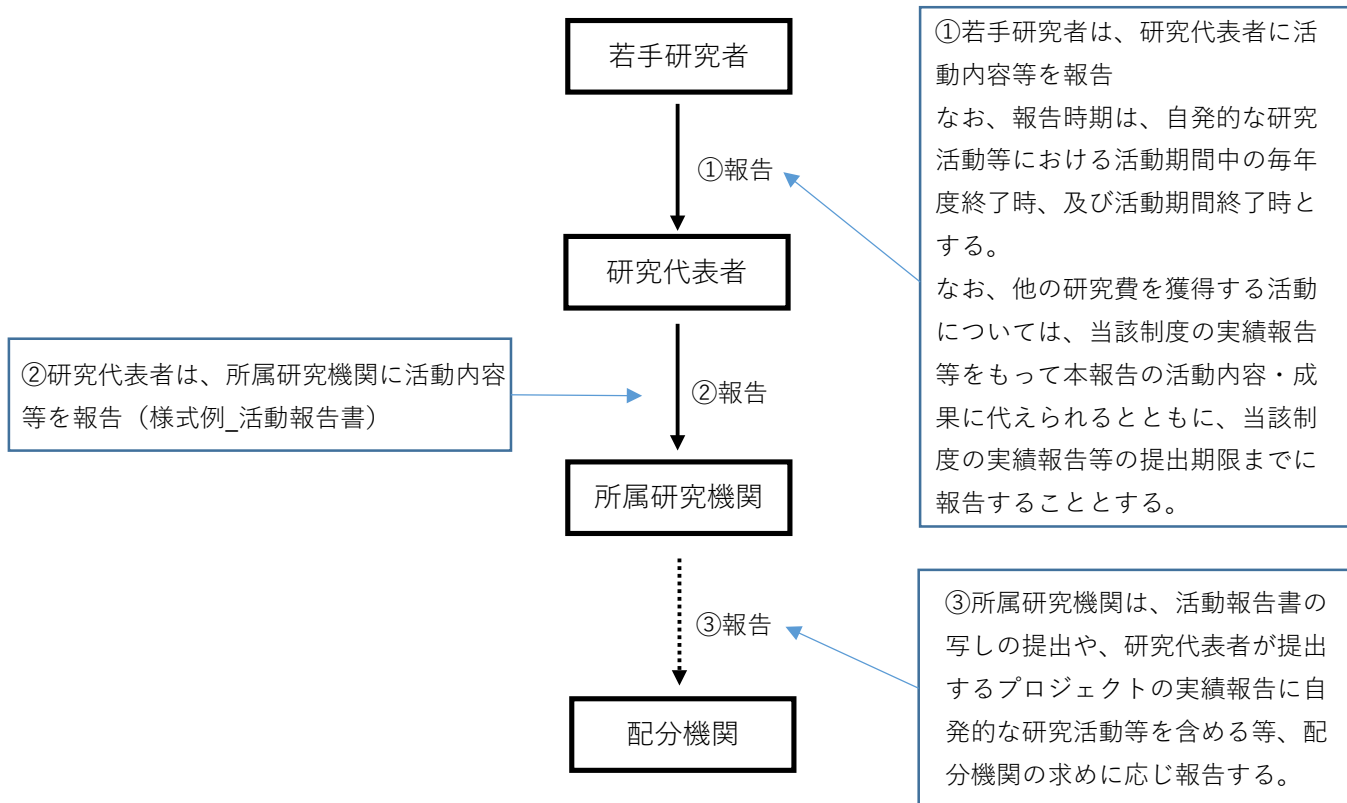 若手研究者
①報告
研究代表者
②報告
所属研究機関
③報告
配分機関
①若手研究者は、研究代表者に活
動内容等を報告
なお、報告時期は、自発的な研究
活動等における活動期間中の毎年
度終了時、及び活動期間終了時と
する。
なお、他の研究費を獲得する活動
については、当該制度の実績報告
等をもって本報告の活動内容・成
果に代えられるとともに、当該制
度の実績報告等の提出期限までに
報告することとする。
②研究代表者は、所属研究機関に活動内容
等を報告（様式例_活動報告書）
③所属研究機関は、活動報告書の
写しの提出や、研究代表者が提出
するプロジェクトの実績報告に自
発的な研究活動等を含める等、配
分機関の求めに応じ報告する。